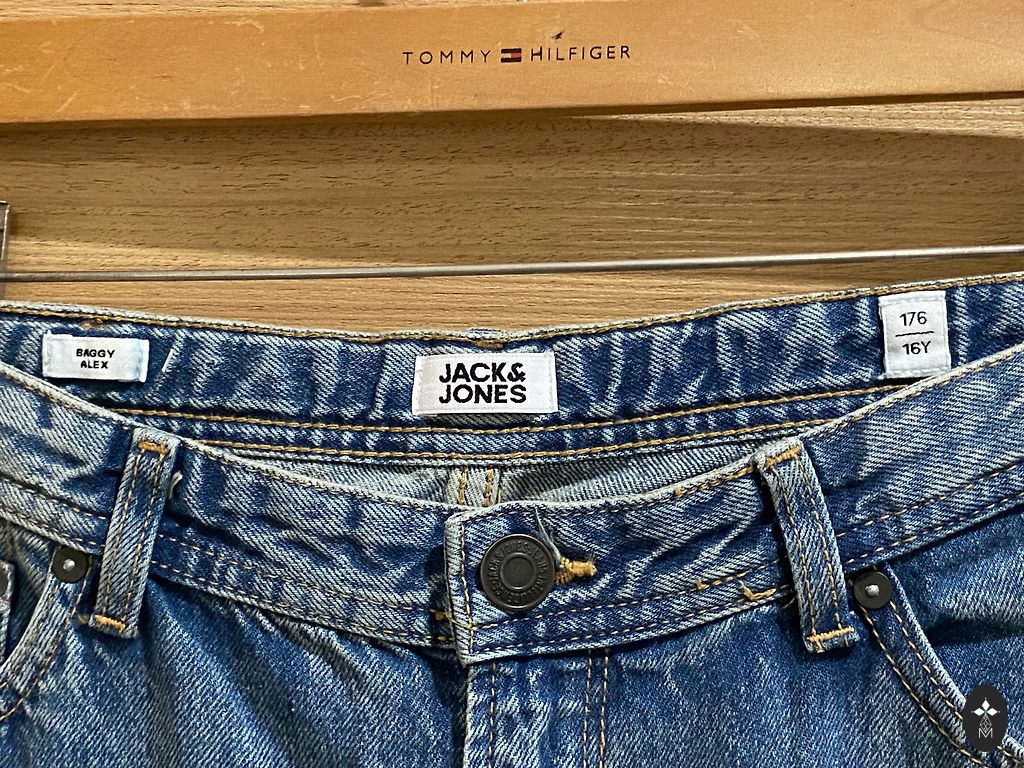 TOMMY HILFIGER
BAGGY
ALEX
JACK&
JONES
176
16Y
M